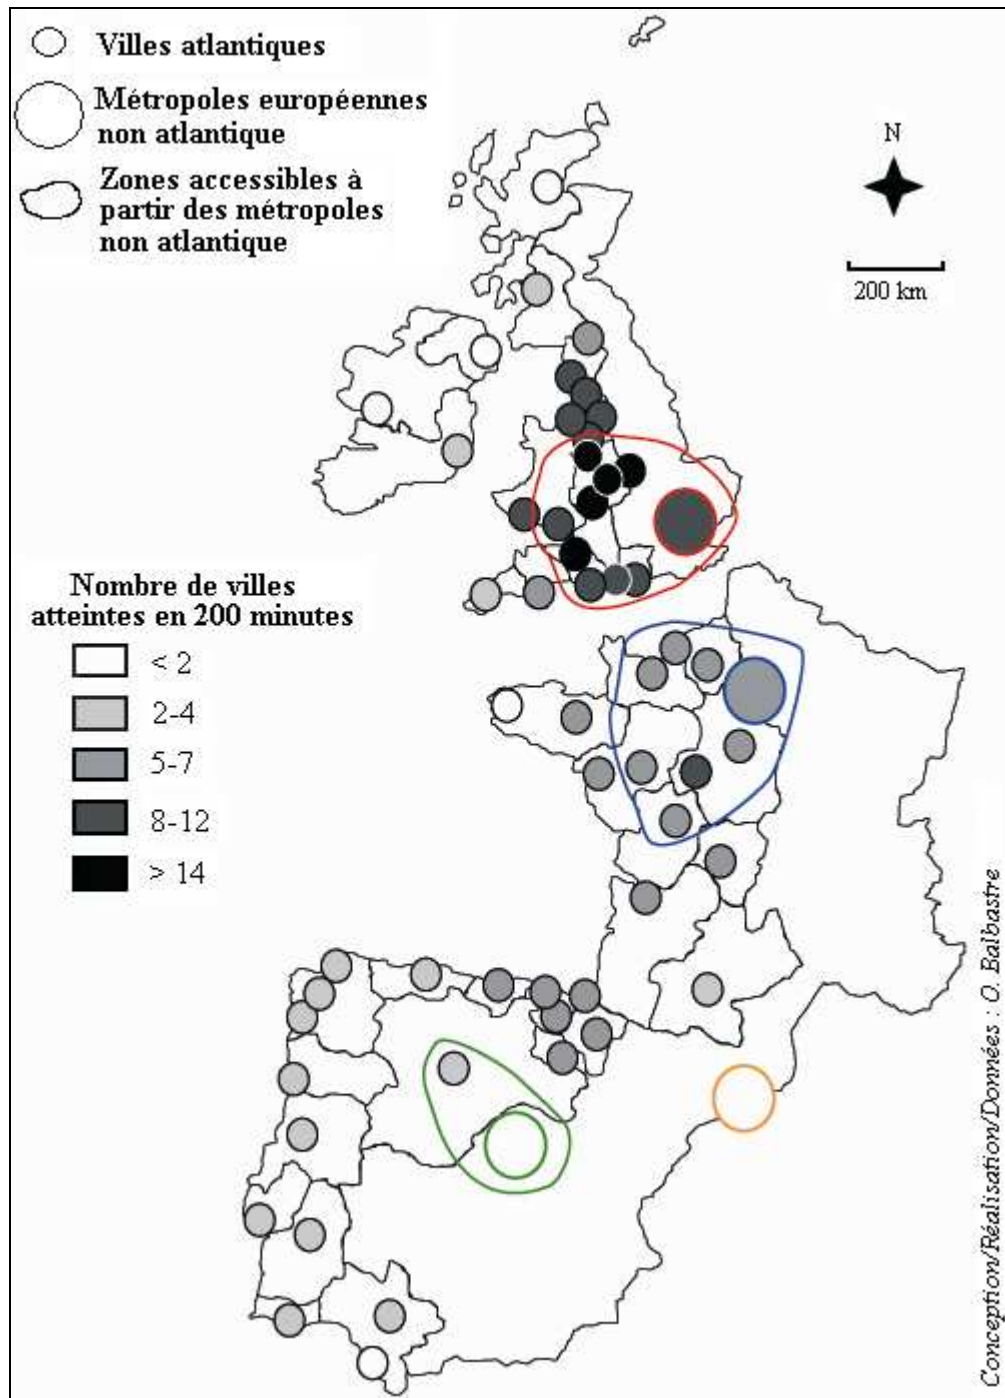 Villes atlantiques
Métropoles européennes
non atlantique
Zones accessibles à
partir des métropoles
non atlantique
N
200 km
Nombre de villes
atteintes en 200 minutes
< 2
2-4
5-7
8-12
> 14
Conception/Réalisation/Données : O. Balbastre